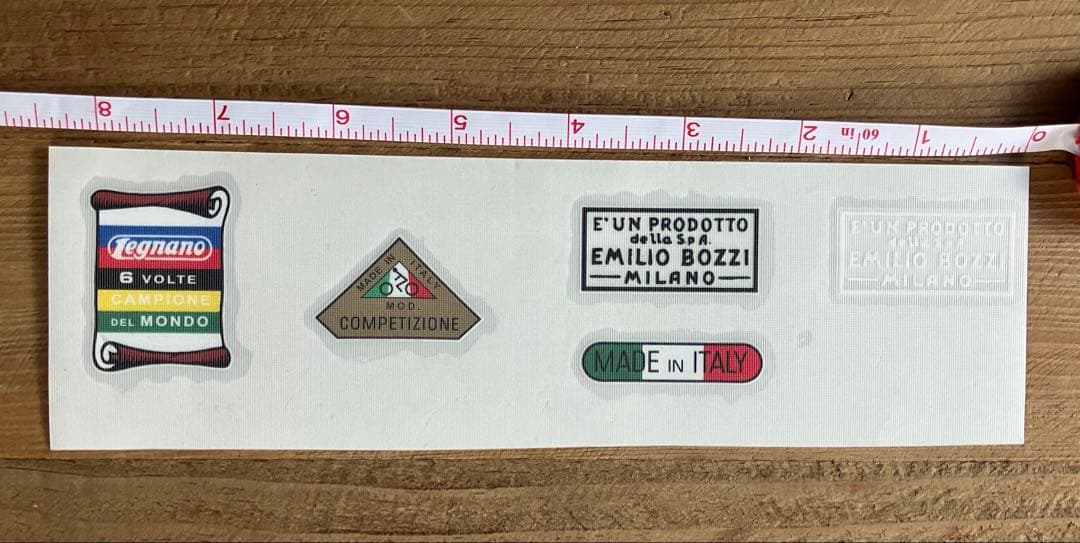 8 7 6 5 4 3 2 60 in 1 0
Legnano
6 VOLTE
CAMPIONE
DEL MONDO
MADE IN ITALY
MOD.
COMPETIZIONE
E'UN PRODOTTO
della S.p.A.
EMILIO BOZZI
MILANO
MADE IN ITALY
E'UN PRODOTTO
della S.p.A.
EMILIO BOZZI
MILANO